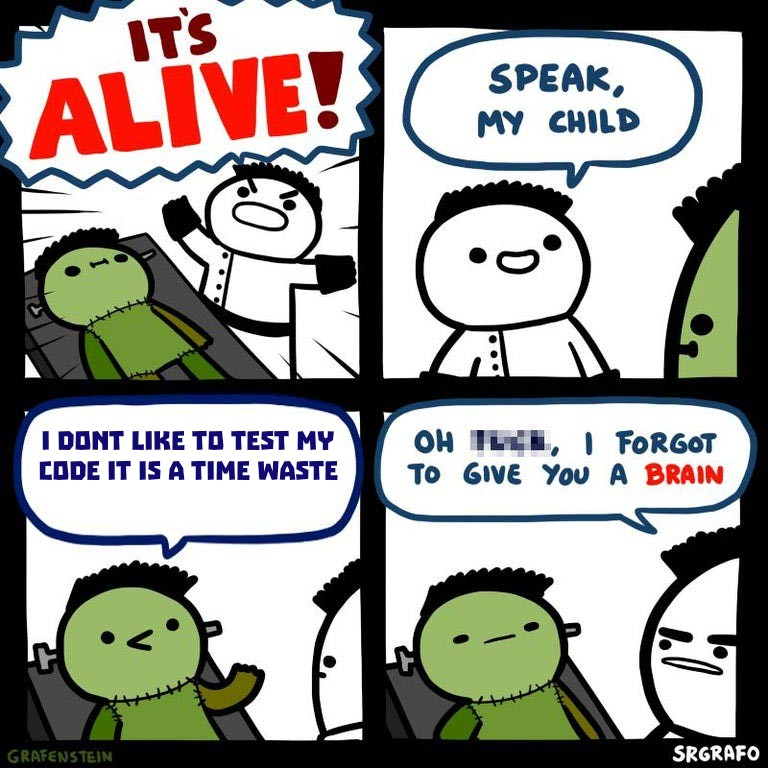 IT'S
ALIVE!
SPEAK,
MY CHILD
I DONT LIKE TO TEST MY
CODE IT IS A TIME WASTE
OH , I FORGOT
TO GIVE YOU A BRAIN
GRAFENSTEIN
SRGRAFO